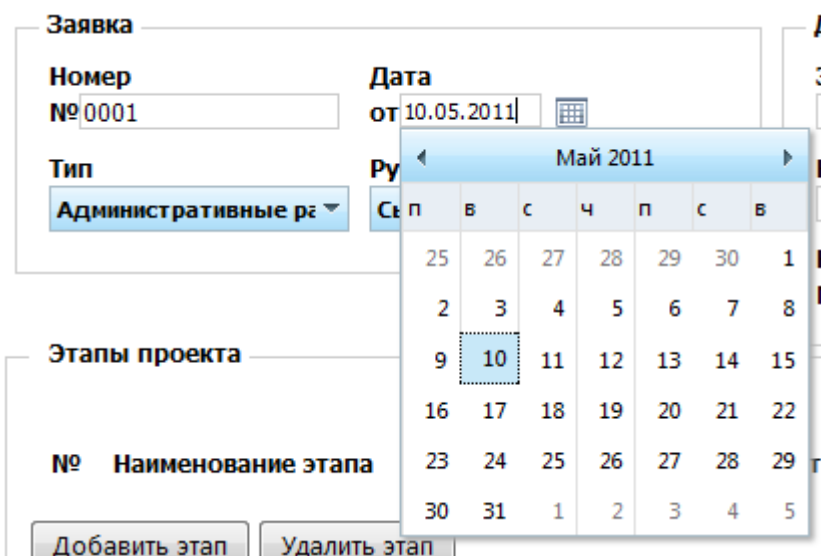 Заявка
Номер Дата
№ 0001 от 10.05.2011
Май 2011
Тип
Административные
п в с ч п с в
25 26 27 28 29 30 1
2 3 4 5 6 7 8
Этапы проекта
9 10 11 12 13 14 15
16 17 18 19 20 21 22
№ Наименование этапа
23 24 25 26 27 28 29
30 31 1 2 3 4 5
Добавить этап Удалить этап